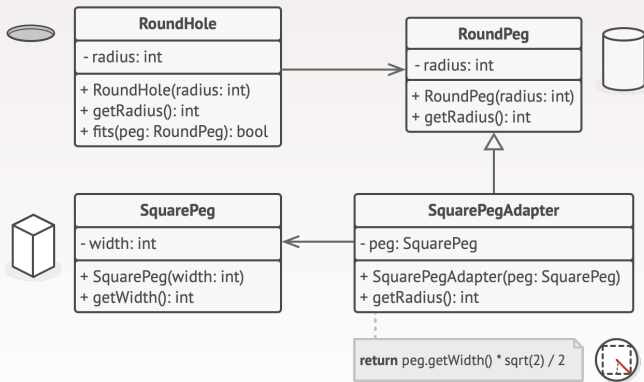 RoundHole
- radius: int
+ RoundHole(radius: int)
+ getRadius(): int
+ fits(peg: RoundPeg): bool
RoundPeg
- radius: int
+ RoundPeg(radius: int)
+ getRadius(): int
SquarePeg
- width: int
+ SquarePeg(width: int)
+ getWidth(): int
SquarePegAdapter
- peg: SquarePeg
+ SquarePegAdapter(peg: SquarePeg)
+ getRadius(): int
return peg.getWidth() * sqrt(2) / 2